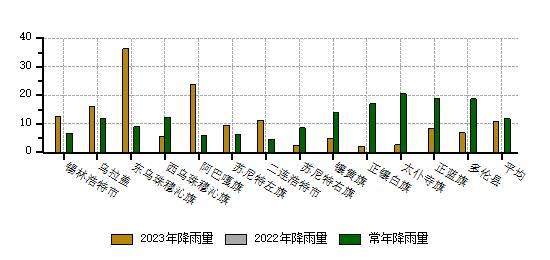 40
30
20
10
0
锡林浩特市
乌拉盖
东乌珠穆沁旗
西乌珠穆沁旗
阿巴嘎旗
苏尼特左旗
二连浩特市
苏尼特右旗
镶黄旗
正镶白旗
太仆寺旗
正蓝旗
多伦县
平均
2023年降雨量 2022年降雨量 常年降雨量